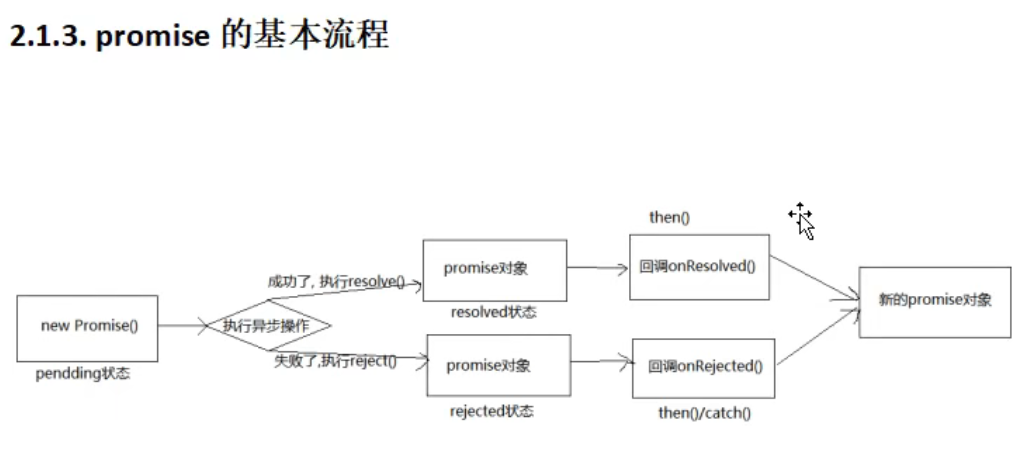 2.1.3. promise 的基本流程
then()
成功了, 执行resolve()
promise对象
回调onResolved()
新的promise对象
resolved状态
new Promise()
执行异步操作
pendding状态
失败了,执行reject()
promise对象
回调onRejected()
rejected状态
then()/catch()